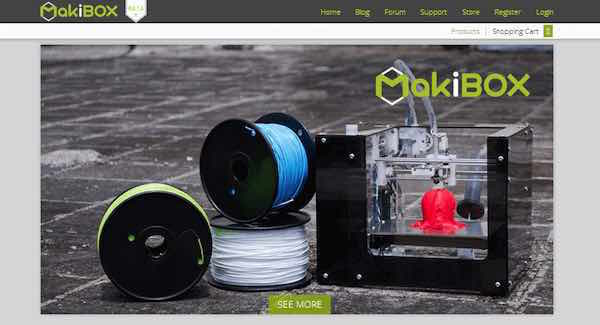 MakiBOX
BETA
Home Blog Forum Support Store Register Login
Products | Shopping Cart 0
MakiBOX
SEE MORE